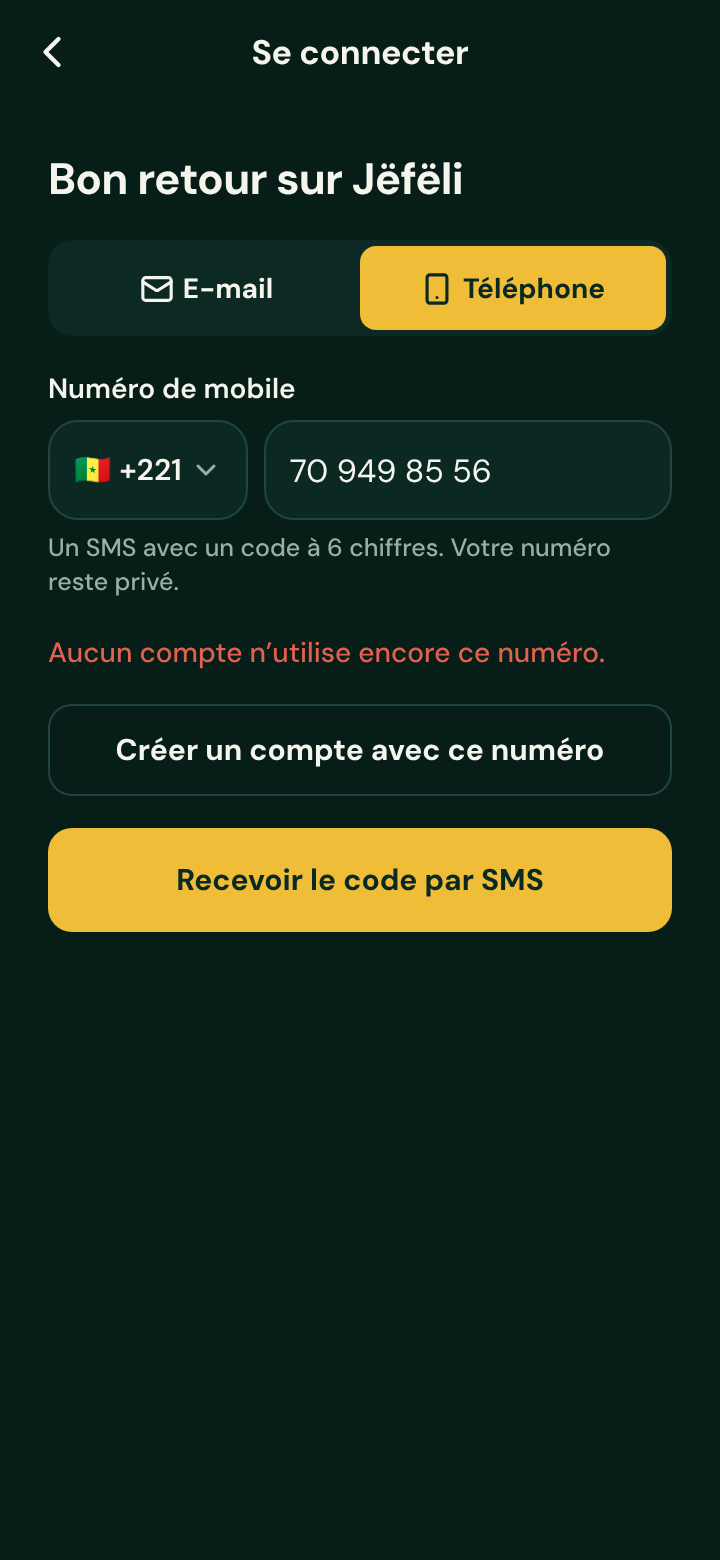 Se connecter
Bon retour sur Jëfëli
E-mail
Téléphone
Numéro de mobile
+221
70 949 85 56
Un SMS avec un code à 6 chiffres. Votre numéro
reste privé.
Aucun compte n’utilise encore ce numéro.
Créer un compte avec ce numéro
Recevoir le code par SMS